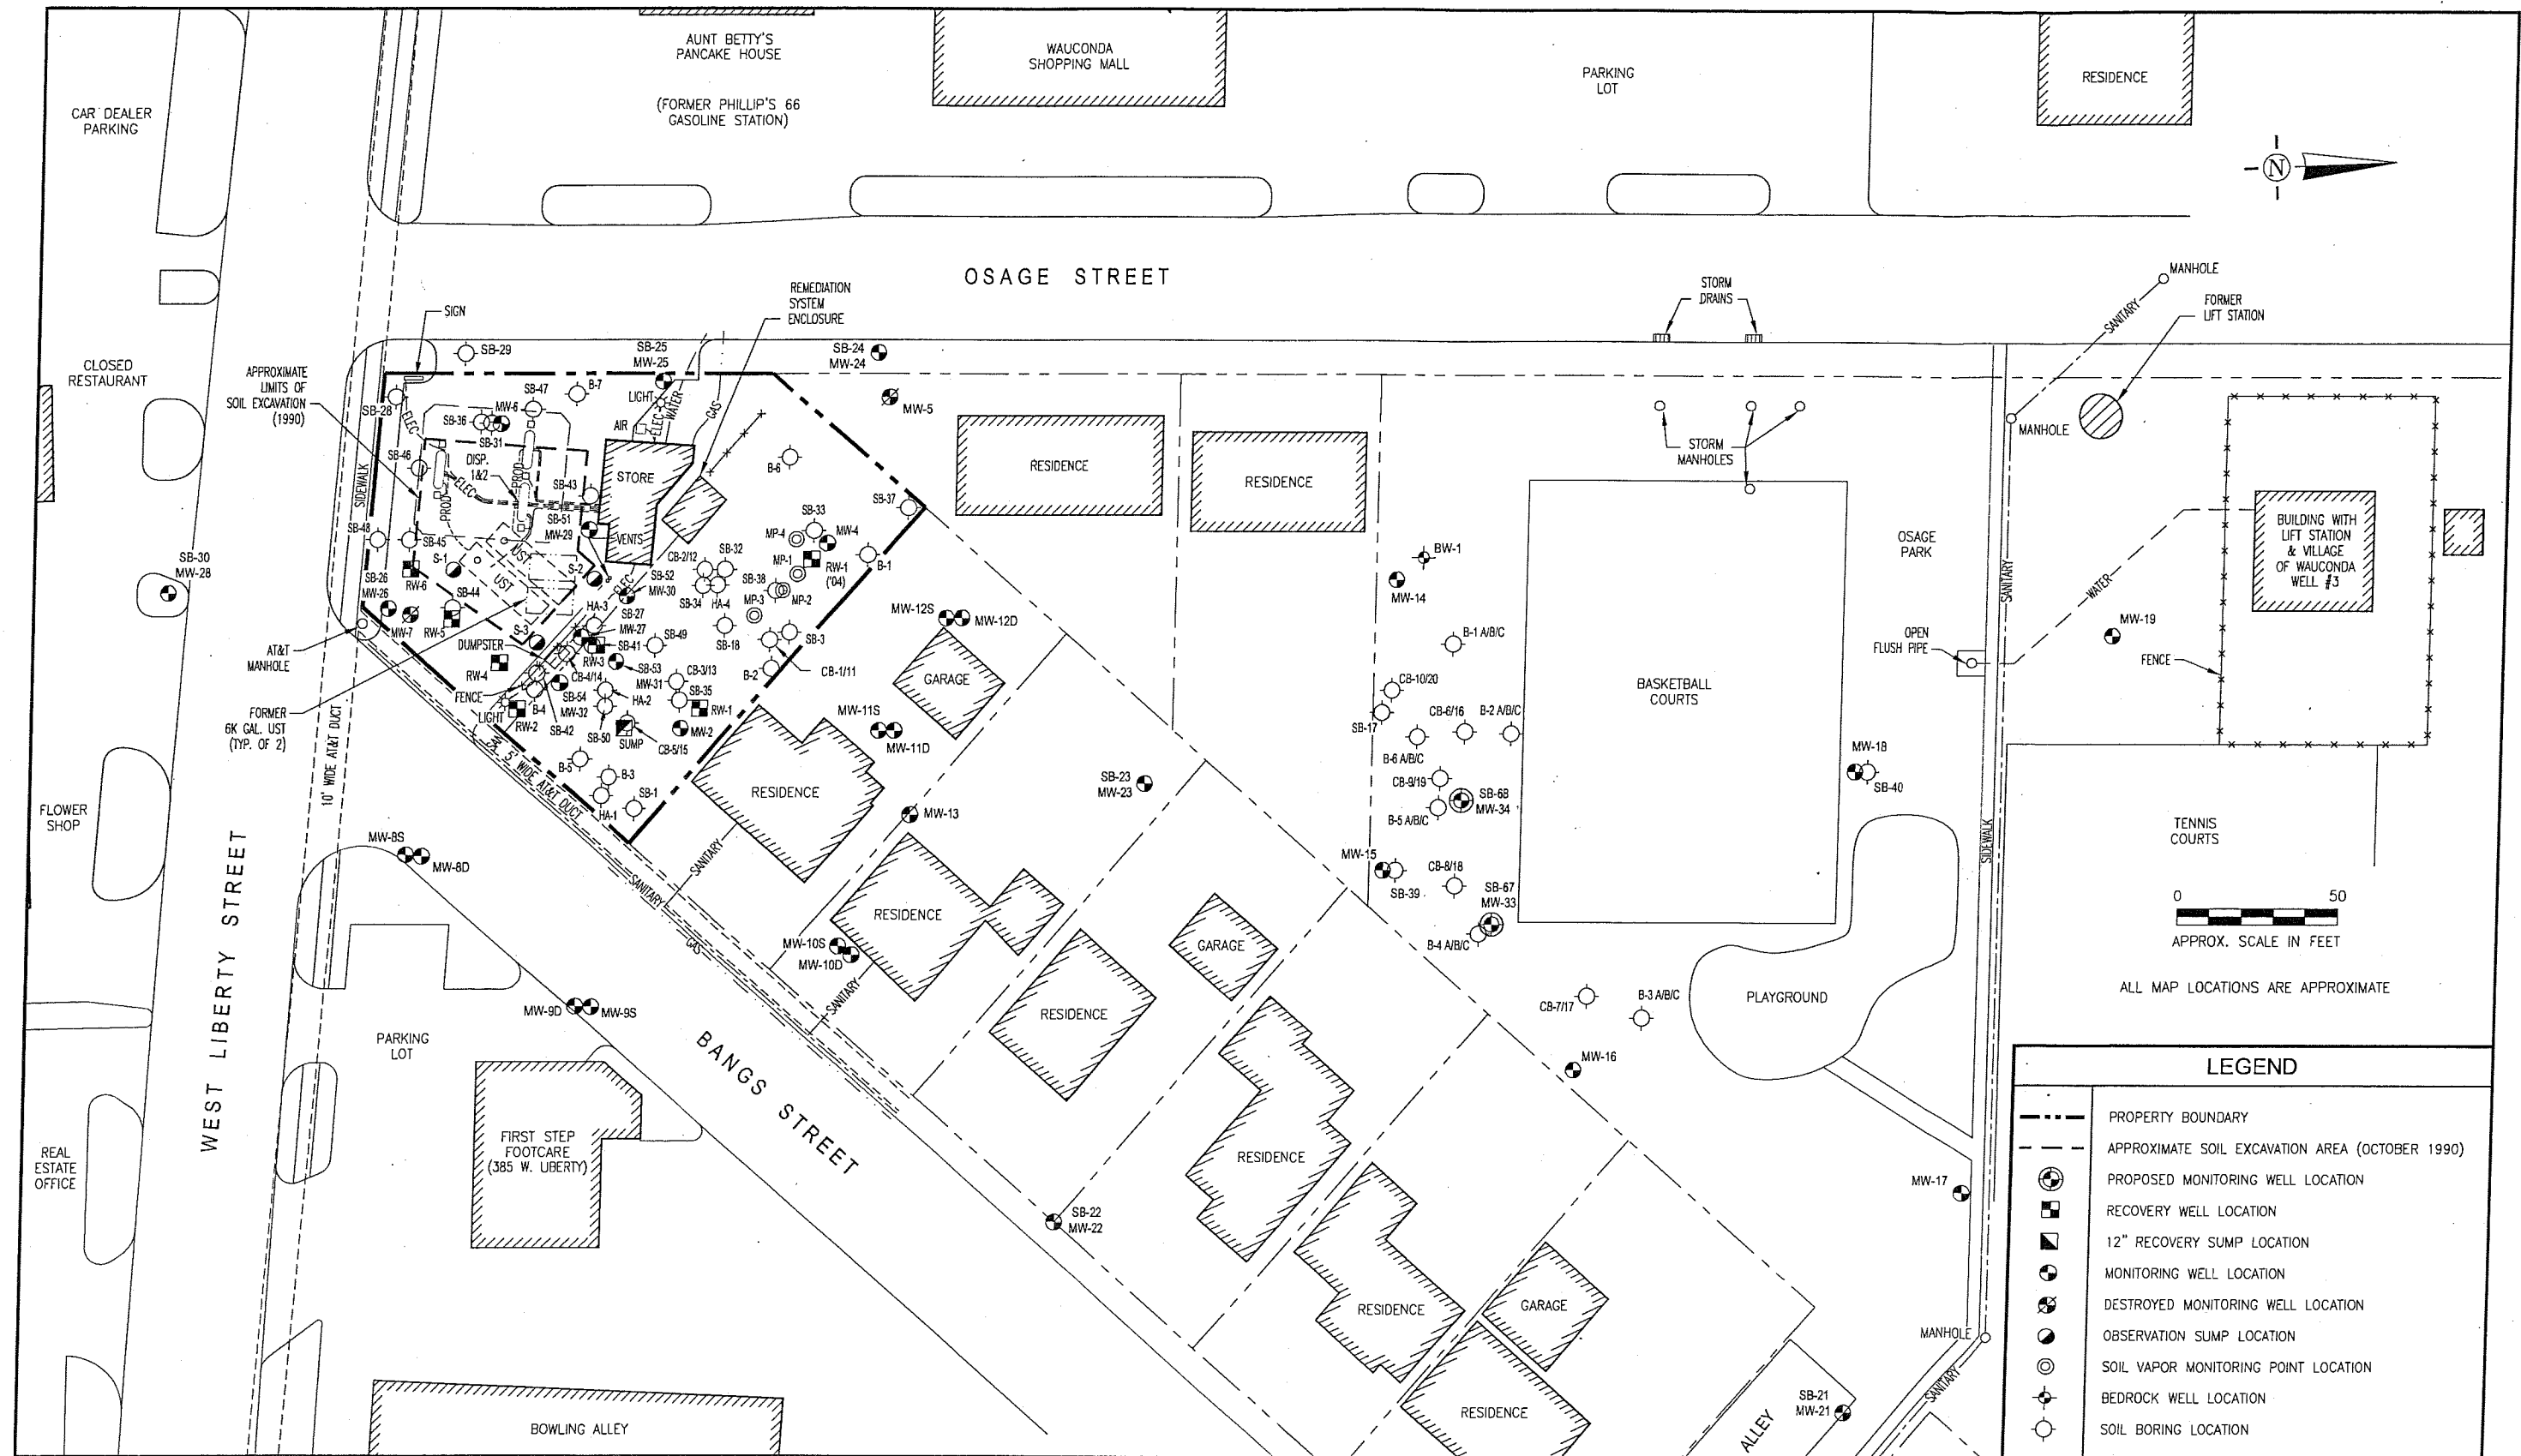 AUNT BETTY'S
PANCAKE HOUSE
(FORMER PHILLIP'S 66
GASOLINE STATION)
WAUCONDA
SHOPPING MALL
PARKING
LOT
RESIDENCE
CAR DEALER
PARKING
N
OSAGE STREET
REMEDIATION
SYSTEM
ENCLOSURE
STORM
DRAINS
MANHOLE
SANITARY
FORMER
LIFT STATION
SIGN
CLOSED
RESTAURANT
APPROXIMATE
LIMITS OF
SOIL EXCAVATION
(1990)
SB-29
SB-25
MW-25
SB-24
MW-24
MW-5
SB-28
SB-47
B-7
LIGHT
WATER
GAS
ELEC
AIR
SB-36
MW-6
SB-31
ELEC
SIDEWALK
SB-46
DISP.
1&2
PROD
PROD
ELEC
SB-43
STORE
B-6
SB-37
RESIDENCE
RESIDENCE
STORM
MANHOLES
MANHOLE
OSAGE
PARK
BUILDING WITH
LIFT STATION
& VILLAGE
OF WAUCONDA
WELL #3
SB-48
SB-45
SB-51
MW-29
VENTS
S-1
UST
UST
S-2
ELEC
CB-2/12
SB-32
MP-4
SB-33
MW-4
MP-1
RW-1
('04)
B-1
SB-30
MW-28
SB-26
MW-26
RW-6
SB-44
MW-7
RW-5
SB-52
MW-30
SB-34
HA-4
SB-38
MP-2
MP-3
HA-3
SB-27
MW-27
S-3
SB-49
SB-18
SB-3
AT&T
MANHOLE
DUMPSTER
RW-3
SB-41
RW-4
CB-4/14
SB-53
MW-31
CB-3/13
B-2
CB-1/11
FENCE
LIGHT
B-4
SB-54
MW-32
HA-2
SB-35
RW-1
RW-2
SB-42
SB-50
SUMP
CB-5/15
MW-2
FORMER
6K GAL. UST
(TYP. OF 2)
10' WIDE AT&T DUCT
5' WIDE AT&T DUCT
B-5
B-3
HA-1
SB-1
MW-12S
MW-12D
GARAGE
MW-11S
MW-11D
RESIDENCE
MW-13
SB-23
MW-23
BW-1
MW-14
B-1 A/B/C
CB-10/20
SB-17
CB-6/16
B-2 A/B/C
B-6 A/B/C
CB-9/19
SB-68
MW-34
B-5 A/B/C
MW-15
SB-39
CB-8/18
SB-67
MW-33
B-4 A/B/C
BASKETBALL
COURTS
SANITARY
WATER
OPEN
FLUSH PIPE
MW-19
FENCE
MW-18
SB-40
SIDEWALK
TENNIS
COURTS
0 50
APPROX. SCALE IN FEET
ALL MAP LOCATIONS ARE APPROXIMATE
FLOWER
SHOP
MW-8S
MW-8D
WEST LIBERTY STREET
SANITARY
SANITARY
GAS
RESIDENCE
MW-10S
MW-10D
SANITARY
RESIDENCE
GARAGE
CB-7/17
B-3 A/B/C
PLAYGROUND
MW-16
MW-9D
MW-9S
PARKING
LOT
BANGS STREET
FIRST STEP
FOOTCARE
(385 W. LIBERTY)
REAL
ESTATE
OFFICE
SB-22
MW-22
RESIDENCE
MW-17
RESIDENCE
GARAGE
MANHOLE
SANITARY
RESIDENCE
SB-21
MW-21
ALLEY
BOWLING ALLEY
LEGEND
PROPERTY BOUNDARY
APPROXIMATE SOIL EXCAVATION AREA (OCTOBER 1990)
PROPOSED MONITORING WELL LOCATION
RECOVERY WELL LOCATION
12" RECOVERY SUMP LOCATION
MONITORING WELL LOCATION
DESTROYED MONITORING WELL LOCATION
OBSERVATION SUMP LOCATION
SOIL VAPOR MONITORING POINT LOCATION
BEDROCK WELL LOCATION
SOIL BORING LOCATION